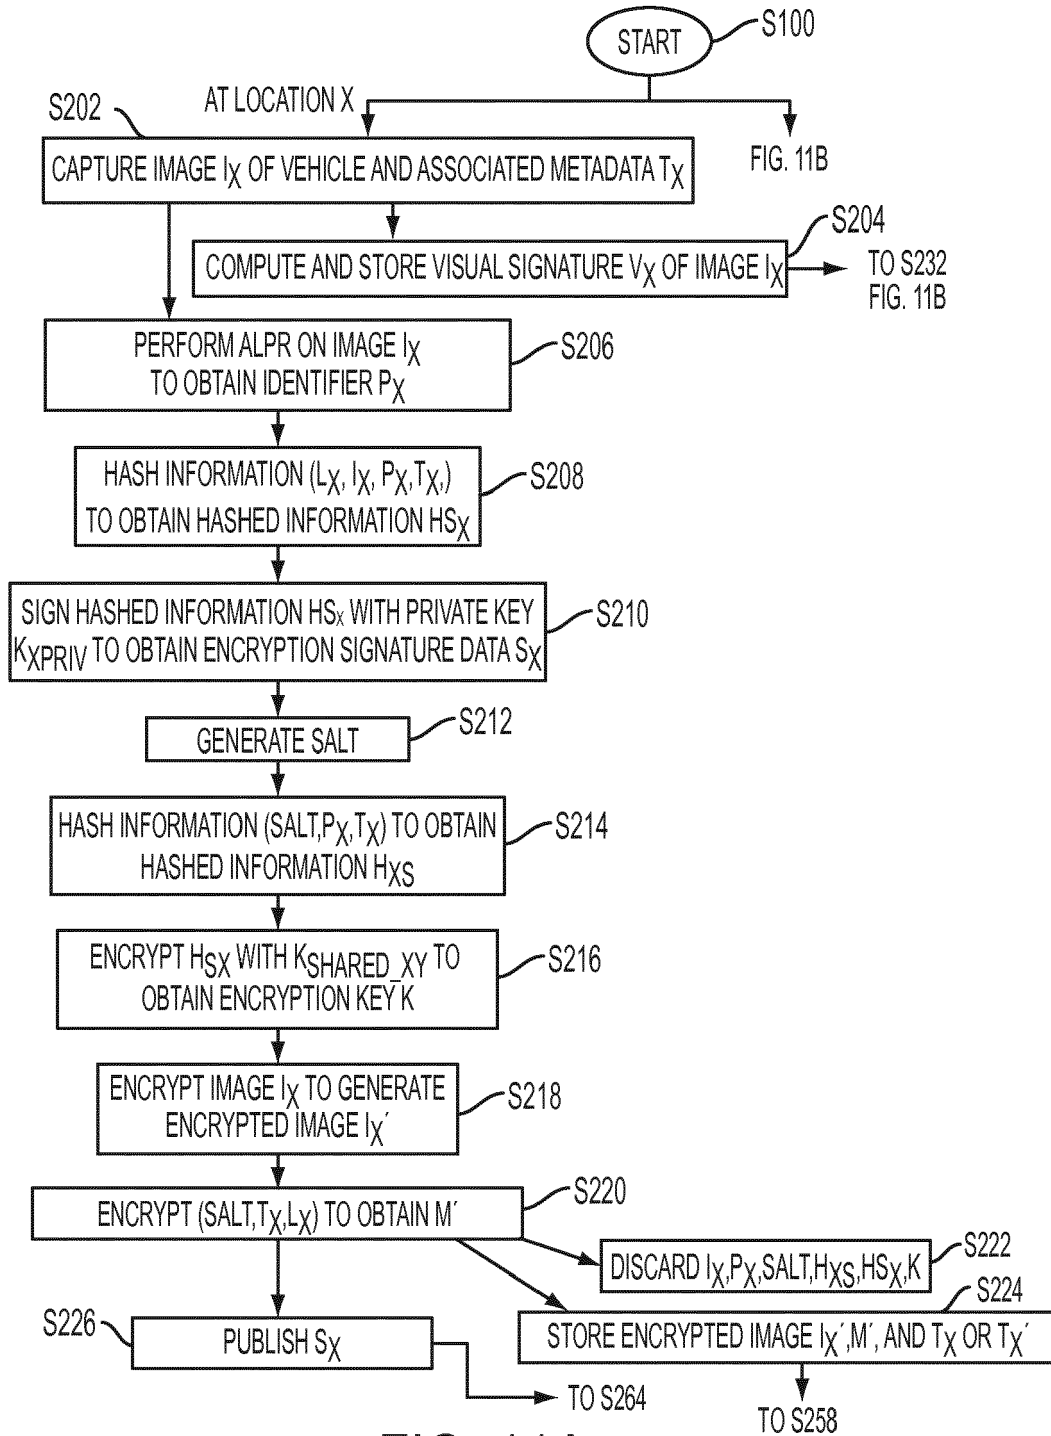 START
S100
AT LOCATION X
S202
CAPTURE IMAGE IX OF VEHICLE AND ASSOCIATED METADATA TX
FIG. 11B
S204
COMPUTE AND STORE VISUAL SIGNATURE VX OF IMAGE IX
TO S232
FIG. 11B
PERFORM ALPR ON IMAGE IX
TO OBTAIN IDENTIFIER PX
S206
HASH INFORMATION (LX, IX, PX,TX,)
TO OBTAIN HASHED INFORMATION HSX
S208
SIGN HASHED INFORMATION HSX WITH PRIVATE KEY
KXPRIV TO OBTAIN ENCRYPTION SIGNATURE DATA SX
S210
GENERATE SALT
S212
HASH INFORMATION (SALT,PX,TX) TO OBTAIN
HASHED INFORMATION HXS
S214
ENCRYPT HSX WITH KSHARED_XY TO
OBTAIN ENCRYPTION KEY K
S216
ENCRYPT IMAGE IX TO GENERATE
ENCRYPTED IMAGE IX´
S218
ENCRYPT (SALT,TX,LX) TO OBTAIN M´
S220
DISCARD IX,PX,SALT,HXS,HSX,K
S222
S224
STORE ENCRYPTED IMAGE IX´,M´, AND TX OR TX´
S226
PUBLISH SX
TO S264
TO S258